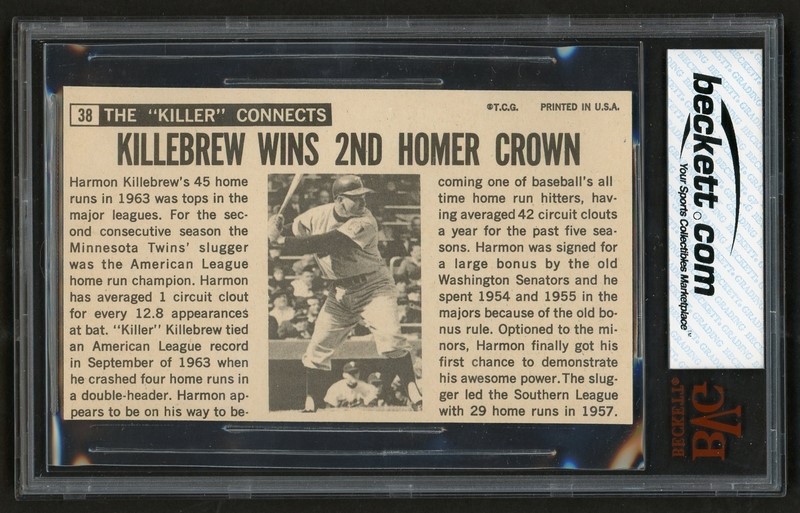 38 THE "KILLER" CONNECTS
©T.C.G. PRINTED IN U.S.A.
KILLEBREW WINS 2ND HOMER CROWN
Harmon Killebrew's 45 home
runs in 1963 was tops in the
major leagues. For the sec-
ond consecutive season the
Minnesota Twins' slugger
was the American League
home run champion. Harmon
has averaged 1 circuit clout
for every 12.8 appearances
at bat. "Killer" Killebrew tied
an American League record
in September of 1963 when
he crashed four home runs in
a double-header. Harmon ap-
pears to be on his way to be-
coming one of baseball's all
time home run hitters, hav-
ing averaged 42 circuit clouts
a year for the past five sea-
sons. Harmon was signed for
a large bonus by the old
Washington Senators and he
spent 1954 and 1955 in the
majors because of the old bo-
nus rule. Optioned to the mi-
nors, Harmon finally got his
first chance to demonstrate
his awesome power. The slug-
ger led the Southern League
with 29 home runs in 1957.
beckett.com
Your Sports Collectibles Marketplace™
BECKETT®